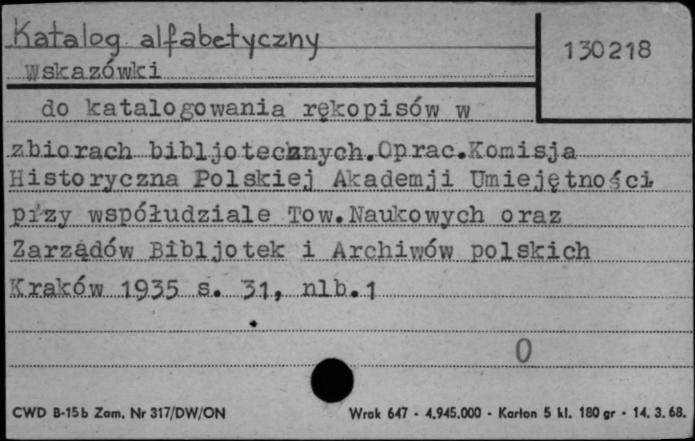 Katalog alfabetyczny
130218
Wskazówki
do katalogowania rękopisów w
zbiorach bibljotecznych.Oprac.Komisja
Historyczna Polskiej Akademji Umiejętności
przy współudziale Tow.Naukowych oraz
Zarządów Bibljotek i Archiwów polskich
Kraków 1935 s. 31, nlb.1
0
CWD B-15b Zam. Nr 317/DW/ON Wrak 647 - 4.945.000 - Karton 5 kl. 180 gr - 14. 3. 68.